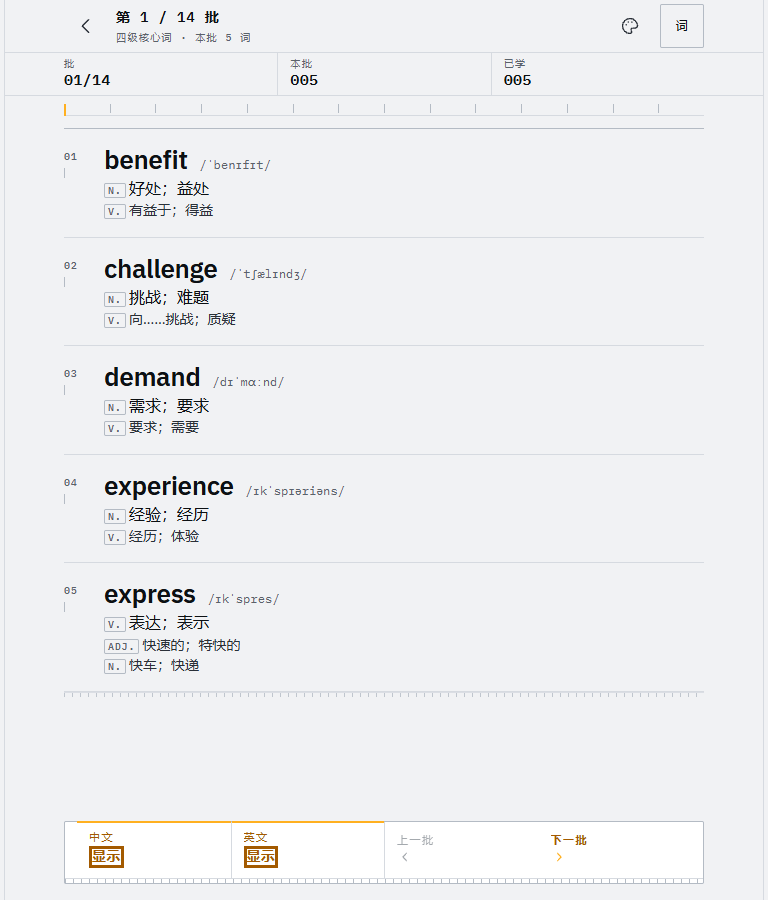 第 1 / 14 批
四级核心词 · 本批 5 词
词
批
01/14
本批
005
已学
005
01
benefit /ˈbenɪfɪt/
N. 好处；益处
V. 有益于；得益
02
challenge /ˈtʃælɪndʒ/
N. 挑战；难题
V. 向……挑战；质疑
03
demand /dɪˈmɑːnd/
N. 需求；要求
V. 要求；需要
04
experience /ɪkˈspɪəriəns/
N. 经验；经历
V. 经历；体验
05
express /ɪkˈspres/
V. 表达；表示
ADJ. 快速的；特快的
N. 快车；快递
中文
显示
英文
显示
上一批
下一批